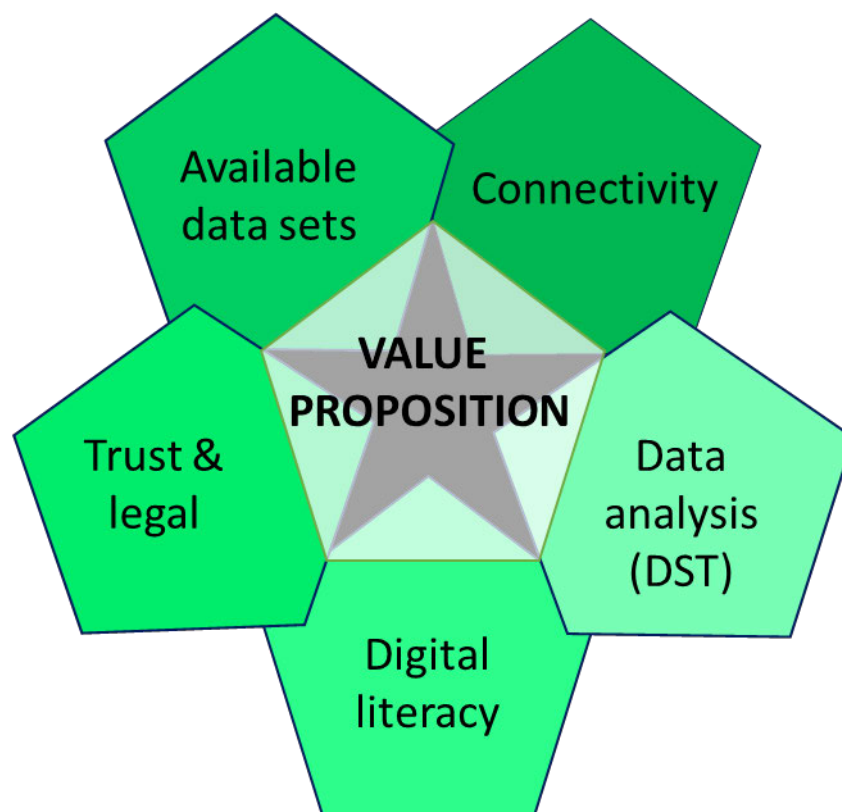 Available
data sets
Connectivity
VALUE
PROPOSITION
Trust &
legal
Data
analysis
(DST)
Digital
literacy